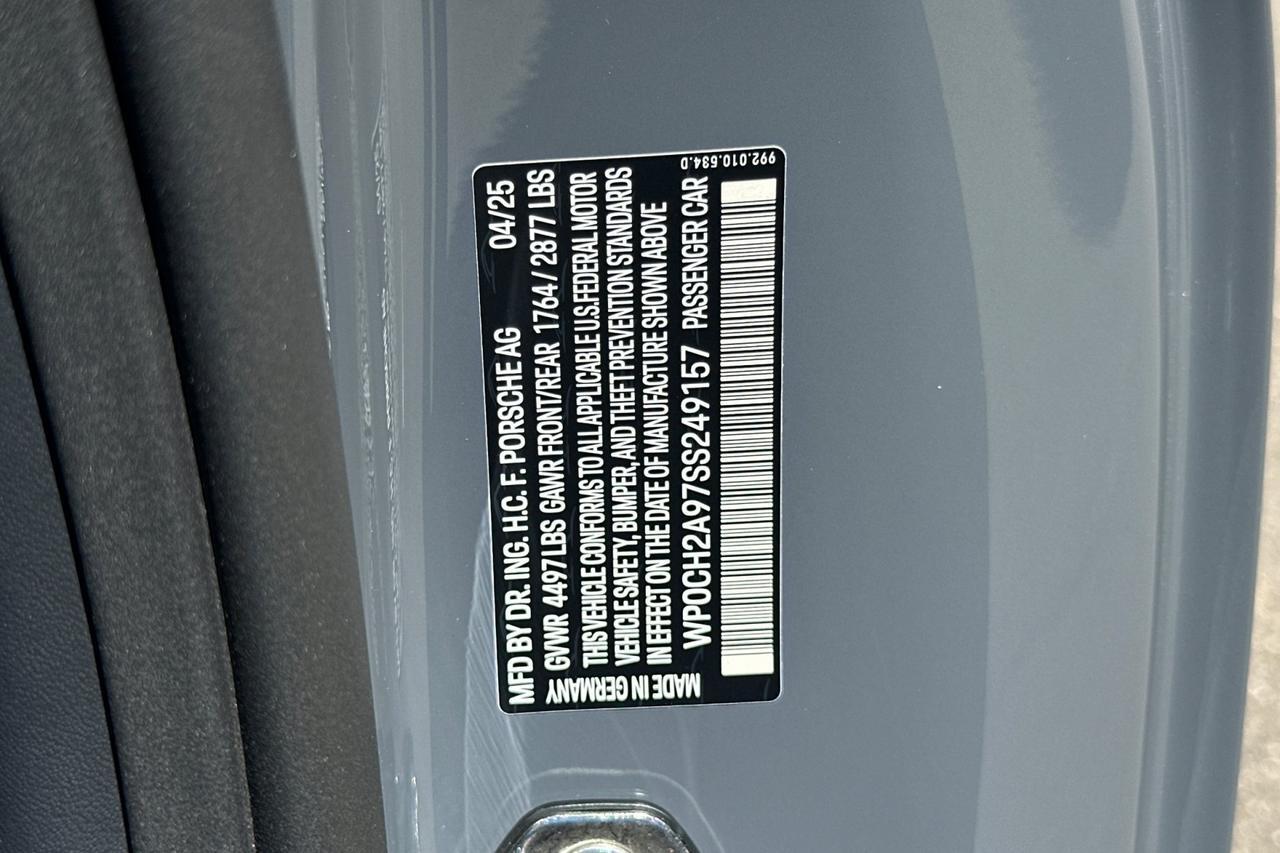 MFD BY DR. ING. H.C. F. PORSCHE AG 04/25
GVWR 4497 LBS GAWR FRONT/REAR 1764 / 2877 LBS
THIS VEHICLE CONFORMS TO ALL APPLICABLE U.S. FEDERAL MOTOR
VEHICLE SAFETY, BUMPER, AND THEFT PREVENTION STANDARDS
IN EFFECT ON THE DATE OF MANUFACTURE SHOWN ABOVE
WP0CH2A97SS249157 PASSENGER CAR
MADE IN GERMANY
992.010.534.D